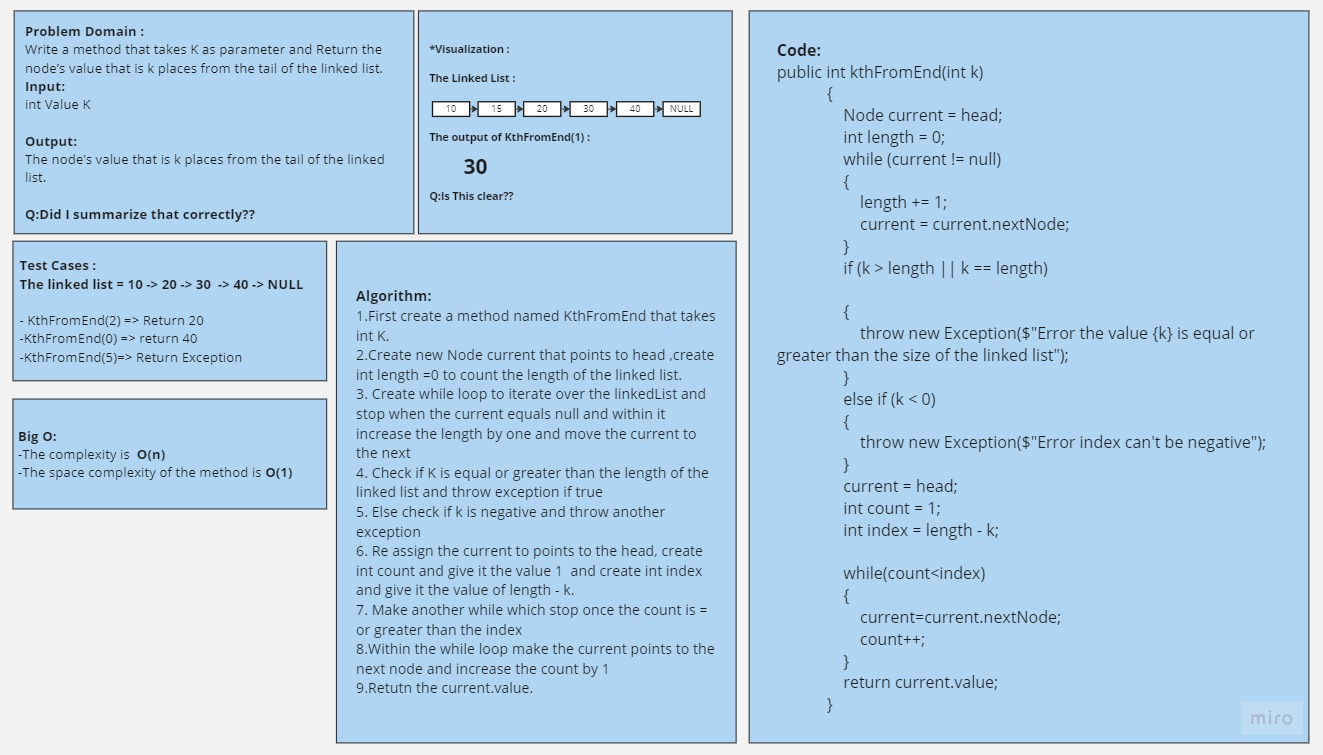 Problem Domain :
Write a method that takes K as parameter and Return the
node's value that is k places from the tail of the linked list.
Input:
int Value K
Output:
The node's value that is k places from the tail of the linked
list.
Q:Did I summarize that correctly??
*Visualization :
The Linked List :
10 15 20 30 40 NULL
The output of KthFromEnd(1) :
30
Q:Is This clear??
Test Cases :
The linked list = 10 -> 20 -> 30 -> 40 -> NULL
- KthFromEnd(2) => Return 20
-KthFromEnd(0) => return 40
-KthFromEnd(5)=> Return Exception
Big O:
-The complexity is O(n)
-The space complexity of the method is O(1)
Algorithm:
1.First create a method named KthFromEnd that takes
int K.
2.Create new Node current that points to head ,create
int length =0 to count the length of the linked list.
3. Create while loop to iterate over the linkedList and
stop when the current equals null and within it
increase the length by one and move the current to
the next
4. Check if K is equal or greater than the length of the
linked list and throw exception if true
5. Else check if k is negative and throw another
exception
6. Re assign the current to points to the head, create
int count and give it the value 1 and create int index
and give it the value of length - k.
7. Make another while which stop once the count is =
or greater than the index
8.Within the while loop make the current points to the
next node and increase the count by 1
9.Retutn the current.value.
Code:
public int kthFromEnd(int k)
{
Node current = head;
int length = 0;
while (current != null)
{
length += 1;
current = current.nextNode;
}
if (k > length || k == length)
{
throw new Exception($"Error the value {k} is equal or
greater than the size of the linked list");
}
else if (k < 0)
{
throw new Exception($"Error index can't be negative");
}
current = head;
int count = 1;
int index = length - k;
while(count<index)
{
current=current.nextNode;
count++;
}
return current.value;
}
miro